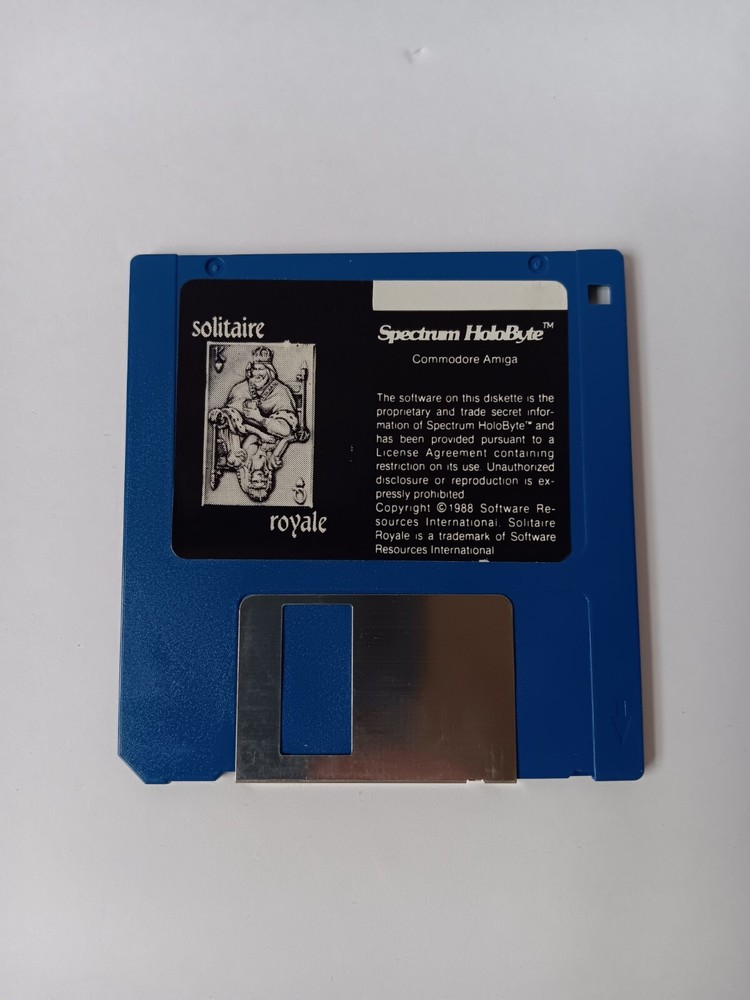 solitaire
K
royale
Q
Spectrum HoloByte™
Commodore Amiga
The software on this diskette is the
proprietary and trade secret infor-
mation of Spectrum HoloByte™ and
has been provided pursuant to a
License Agreement containing
restriction on its use. Unauthorized
disclosure or reproduction is ex-
pressly prohibited
Copyright ©1988 Software Re-
sources International. Solitaire
Royale is a trademark of Software
Resources International